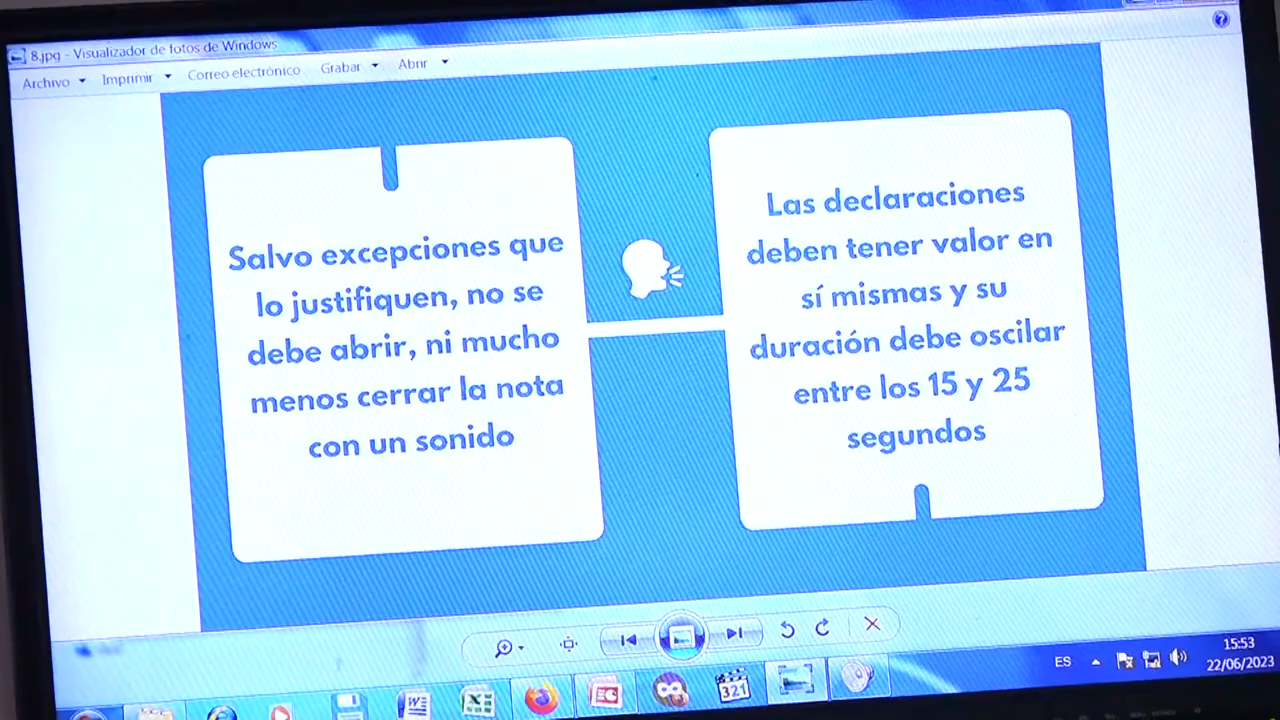 8.jpg - Visualizador de fotos de Windows
Archivo Imprimir Correo electrónico Grabar Abrir
Salvo excepciones que
lo justifiquen, no se
debe abrir, ni mucho
menos cerrar la nota
con un sonido
Las declaraciones
deben tener valor en
sí mismas y su
duración debe oscilar
entre los 15 y 25
segundos
321
ES
15:53
22/06/2023